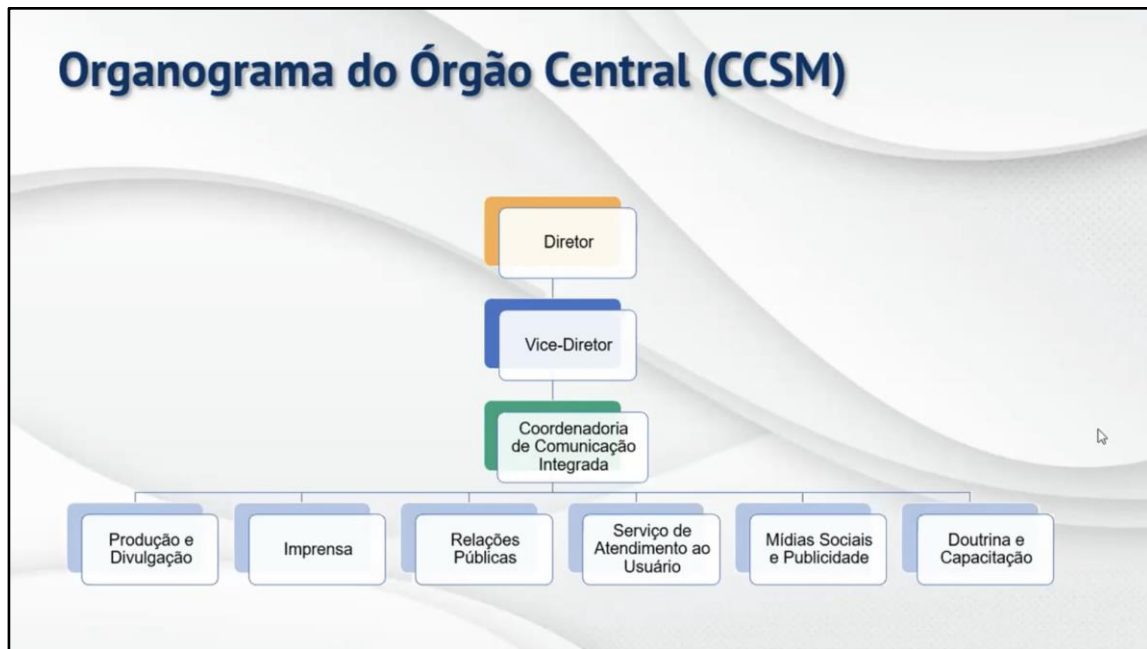 Organograma do Órgão Central (CCSM)
Diretor
Vice-Diretor
Coordenadoria
de Comunicação
Integrada
Produção e
Divulgação
Imprensa
Relações
Públicas
Serviço de
Atendimento ao
Usuário
Mídias Sociais
e Publicidade
Doutrina e
Capacitação